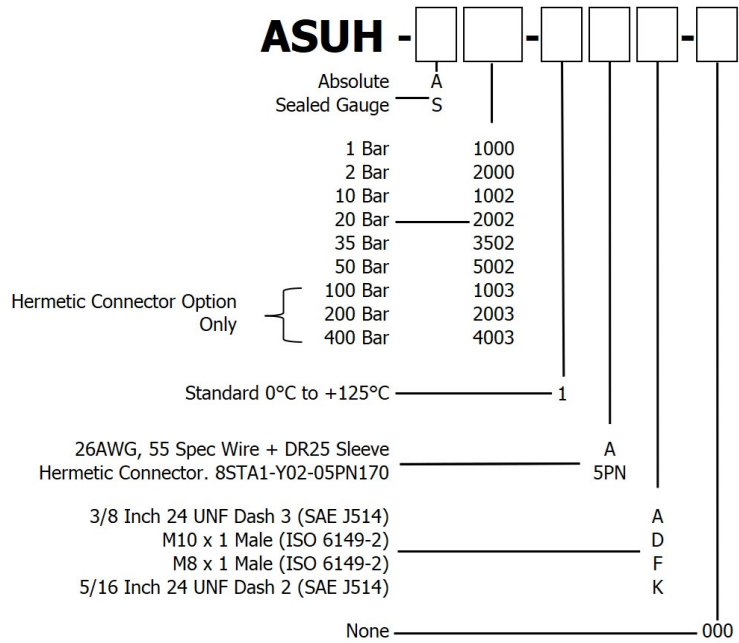 ASUH - - -
Absolute A
Sealed Gauge S
1 Bar 1000
2 Bar 2000
10 Bar 1002
20 Bar 2002
35 Bar 3502
50 Bar 5002
Hermetic Connector Option
Only
100 Bar 1003
200 Bar 2003
400 Bar 4003
Standard 0°C to +125°C 1
26AWG, 55 Spec Wire + DR25 Sleeve A
Hermetic Connector. 8STA1-Y02-05PN170 5PN
3/8 Inch 24 UNF Dash 3 (SAE J514) A
M10 x 1 Male (ISO 6149-2) D
M8 x 1 Male (ISO 6149-2) F
5/16 Inch 24 UNF Dash 2 (SAE J514) K
None 000